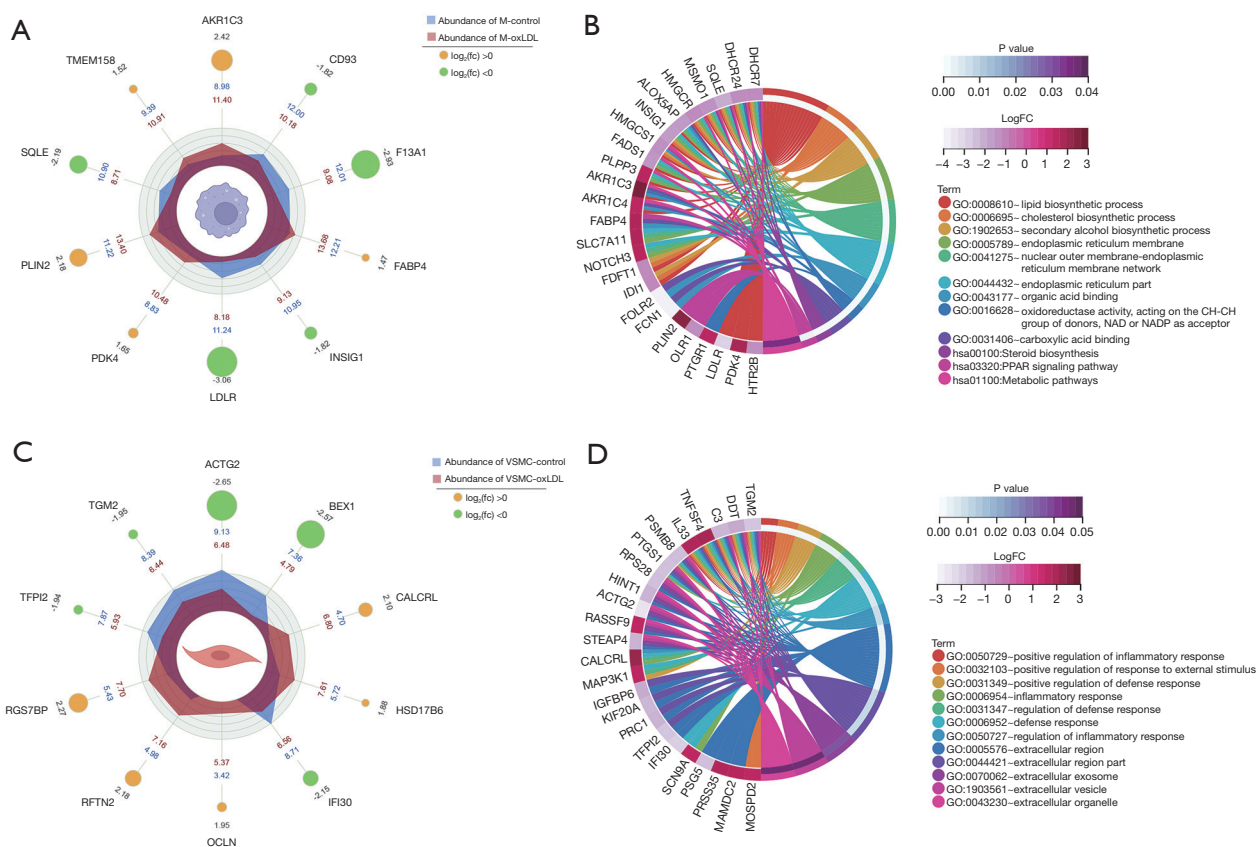 A
AKR1C3
2.42
8.98
11.40
CD93
-1.82
12.00
10.18
F13A1
-2.93
12.01
9.08
FABP4
1.47
12.21
13.68
INSIG1
-1.82
10.95
9.13
LDLR
-3.06
11.24
8.18
PDK4
1.65
8.83
10.48
PLIN2
2.18
11.22
13.40
SQLE
-2.19
10.90
8.71
TMEM158
1.52
9.39
10.91
Abundance of M-control
Abundance of M-oxLDL
log₂(fc) >0
log₂(fc) <0
B
DHCR7
DHCR24
SQLE
MSMO1
HMGCR
ALOX5AP
INSIG1
HMGCS1
FADS1
PLPP3
AKR1C3
AKR1C4
FABP4
SLC7A11
NOTCH3
FDFT1
IDI1
FOLR2
FCN1
PLIN2
OLR1
PTGR1
LDLR
PDK4
HTR2B
P value
0.00 0.01 0.02 0.03 0.04
LogFC
−4 −3 −2 −1 0 1 2 3
Term
GO:0008610~ lipid biosynthetic process
GO:0006695~ cholesterol biosynthetic process
GO:1902653~ secondary alcohol biosynthetic process
GO:0005789~ endoplasmic reticulum membrane
GO:0041275~ nuclear outer membrane-endoplasmic
reticulum membrane network
GO:0044432~ endoplasmic reticulum part
GO:0043177~ organic acid binding
GO:0016628~ oxidoreductase activity, acting on the CH-CH
group of donors, NAD or NADP as acceptor
GO:0031406~ carboxylic acid binding
hsa00100:Steroid biosynthesis
hsa03320:PPAR signaling pathway
hsa01100:Metabolic pathways
C
ACTG2
-2.65
9.13
6.48
BEX1
-2.57
7.36
4.79
CALCRL
2.10
4.70
6.80
HSD17B6
1.88
5.72
7.61
IFI30
-2.15
8.71
6.56
OCLN
1.95
3.42
5.37
RFTN2
2.18
4.98
7.16
RGS7BP
2.27
5.43
7.70
TFPI2
-1.94
7.87
5.93
TGM2
-1.95
8.39
6.44
Abundance of VSMC-control
Abundance of VSMC-oxLDL
log₂(fc) >0
log₂(fc) <0
D
TGM2
DDT
C3
TNFSF4
IL33
PTGS1
PSMB8
RPS28
HINT1
ACTG2
RASSF9
STEAP4
CALCRL
MAP3K1
IGFBP6
KIF20A
PRC1
TFPI2
IFI30
SCN9A
PSG5
PRSS35
MAMDC2
MOSPD2
P value
0.00 0.01 0.02 0.03 0.04 0.05
LogFC
−3 −2 −1 0 1 2 3
Term
GO:0050729~positive regulation of inflammatory response
GO:0032103~positive regulation of response to external stimulus
GO:0031349~positive regulation of defense response
GO:0006954~inflammatory response
GO:0031347~regulation of defense response
GO:0006952~defense response
GO:0050727~regulation of inflammatory response
GO:0005576~extracellular region
GO:0044421~extracellular region part
GO:0070062~extracellular exosome
GO:1903561~extracellular vesicle
GO:0043230~extracellular organelle